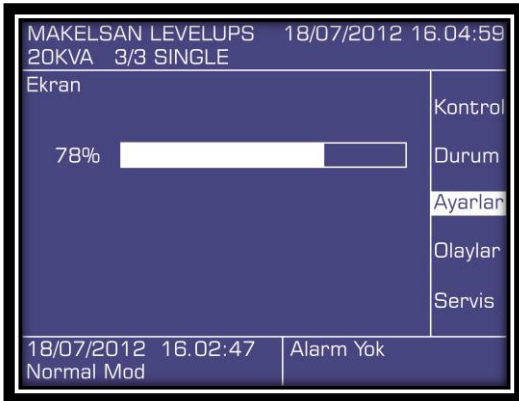 MAKELSAN LEVELUPS 18/07/2012 16.04:59
20KVA 3/3 SINGLE
Ekran
Kontrol
78%
Durum
Ayarlar
Olaylar
Servis
18/07/2012 16.02:47
Normal Mod
Alarm Yok